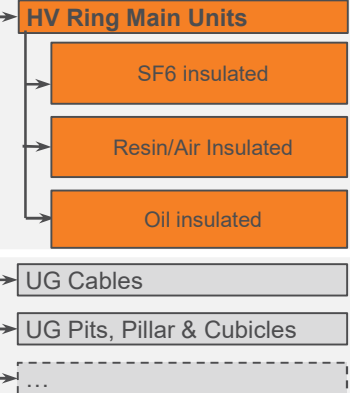 HV Ring Main Units
SF6 insulated
Resin/Air Insulated
Oil insulated
UG Cables
UG Pits, Pillar & Cubicles
…